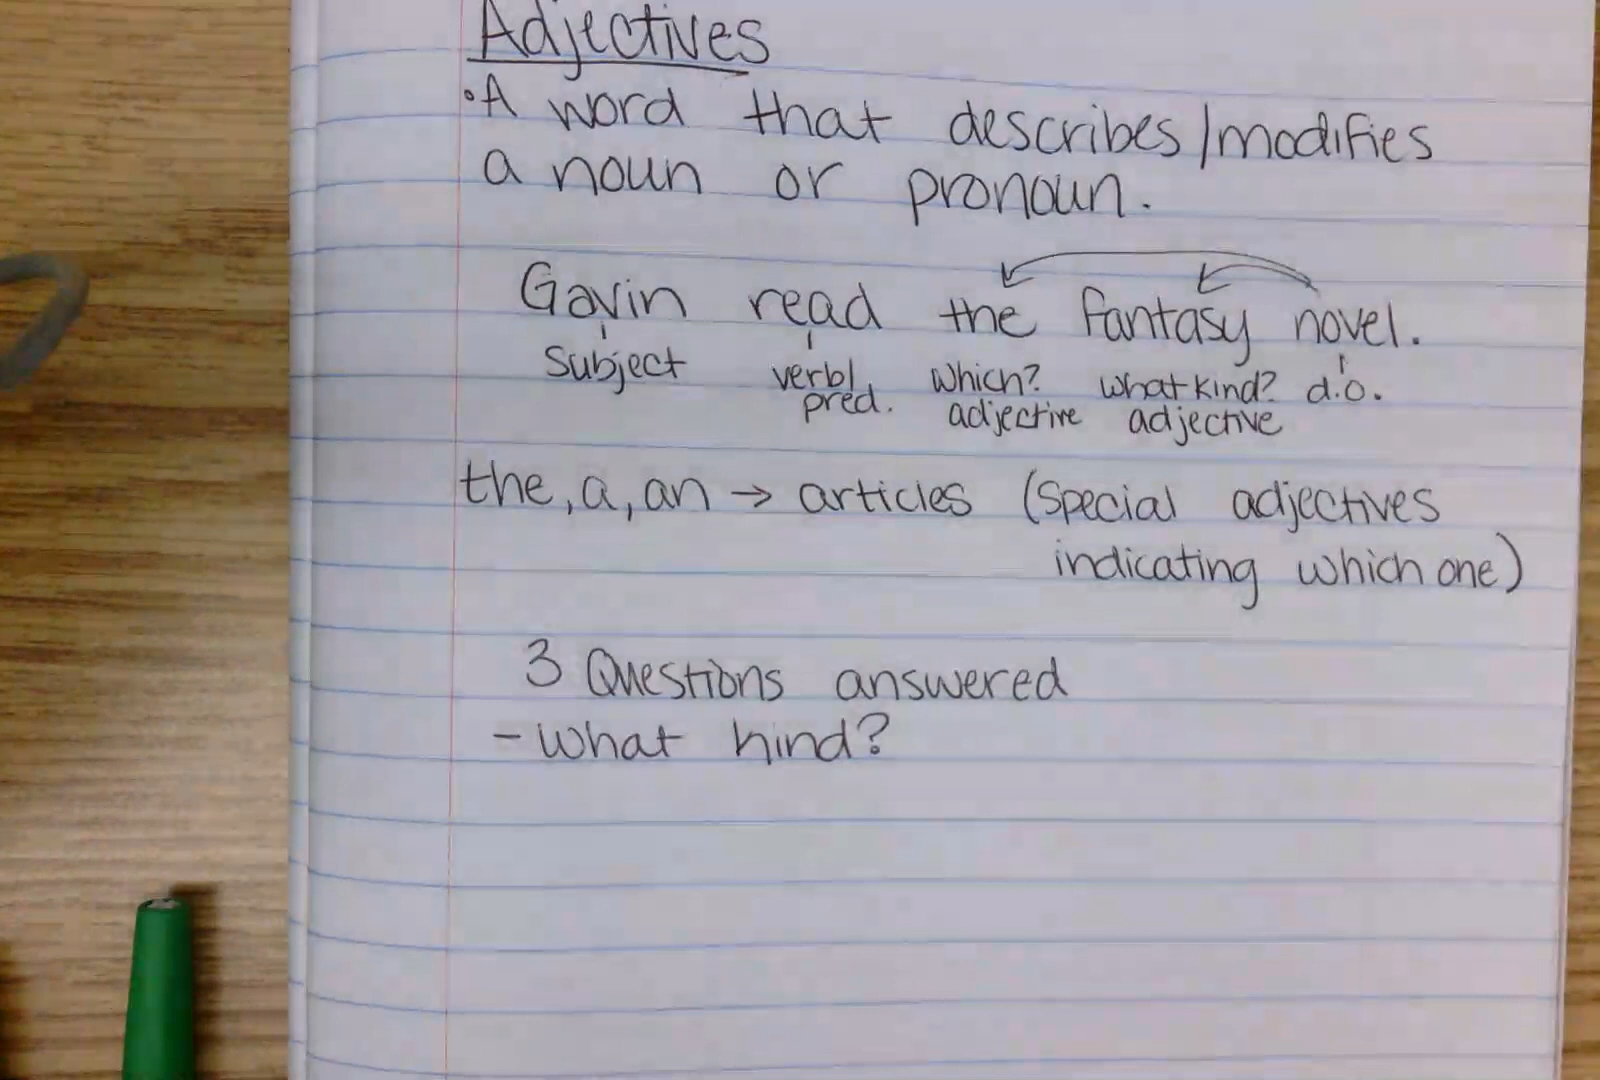 Adjectives
•A word that describes/modifies
a noun or pronoun.
Gavin read the fantasy novel.
subject verb/ which? what kind? d.o.
pred. adjective adjective
the, a, an → articles (special adjectives
indicating which one)
3 Questions answered
- What kind?